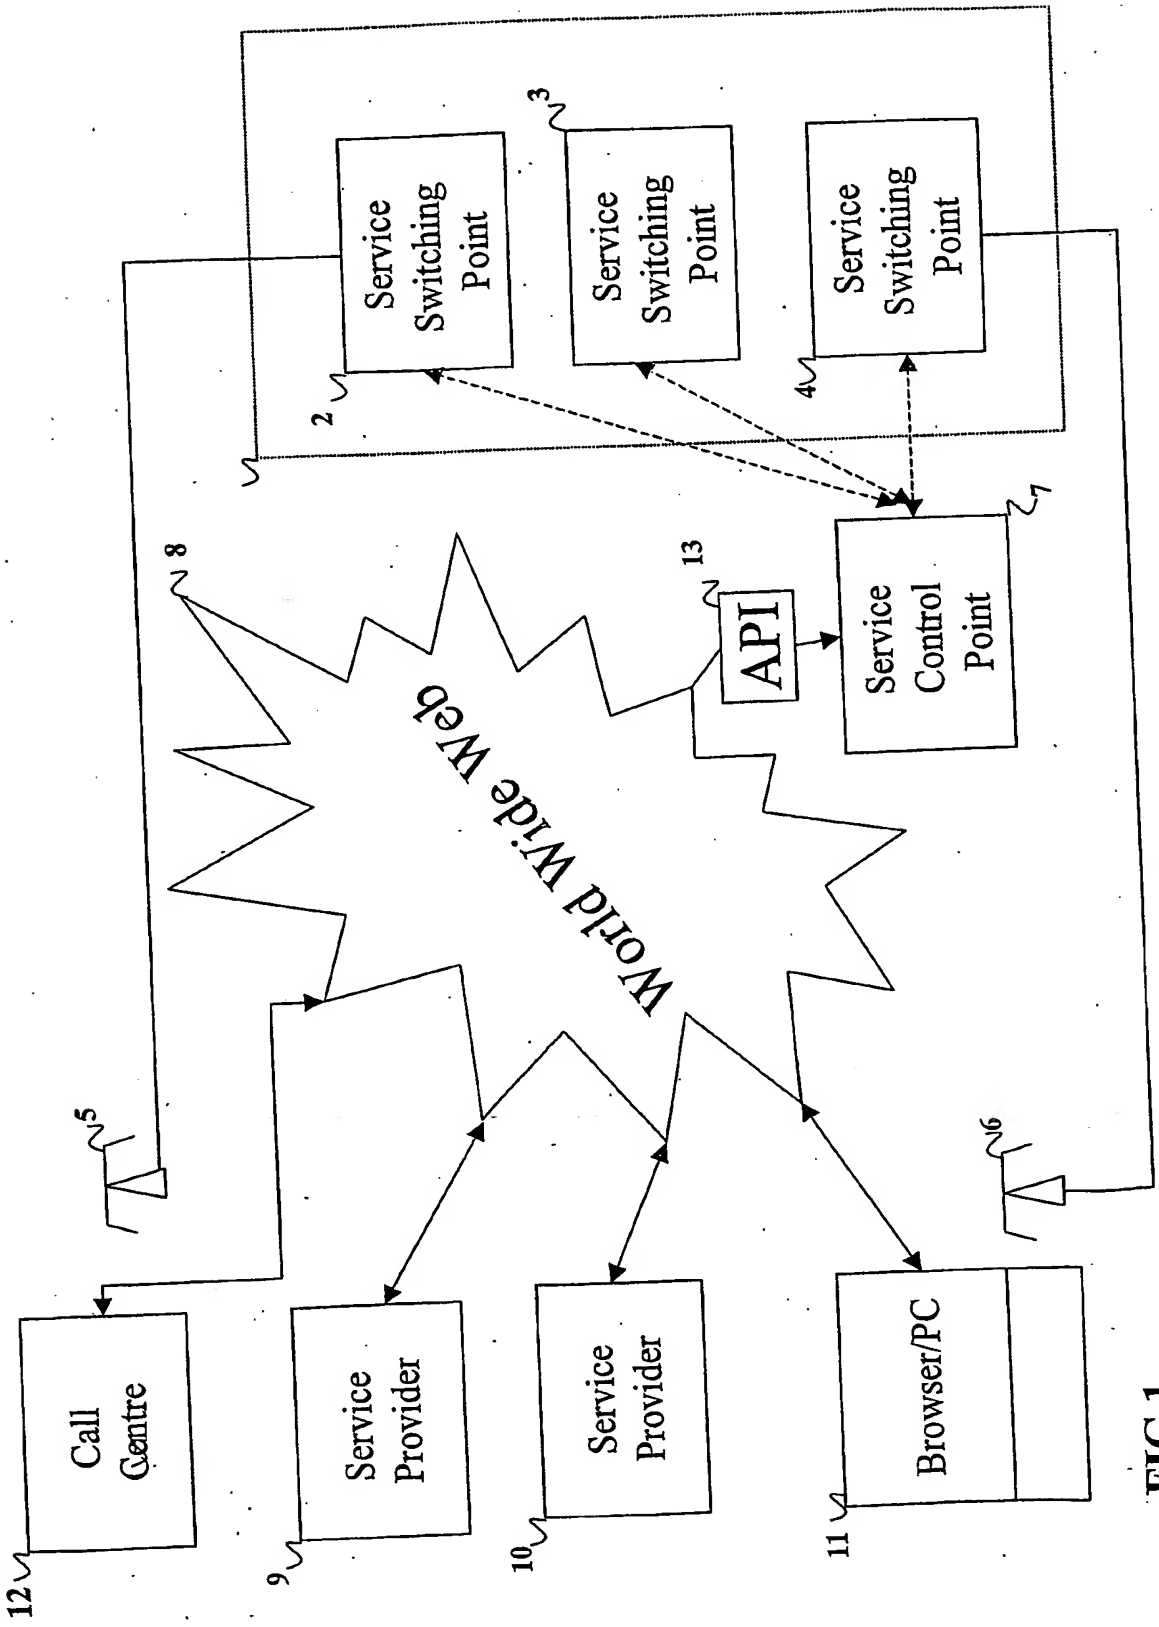 12
Call
Centre
9
Service
Provider
10
Service
Provider
11
Browser/PC
5
6
8
World Wide Web
13
API
Service
Control
Point
7
2
Service
Switching
Point
3
Service
Switching
Point
4
Service
Switching
Point
FIG 1